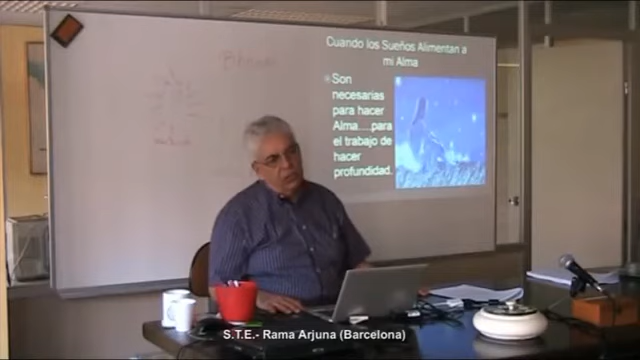 Cuando los Sueños Alimentan a
mi Alma
Son
necesarias
para hacer
Alma....para
el trabajo de
hacer
profundidad.
S.T.E.- Rama Arjuna (Barcelona)